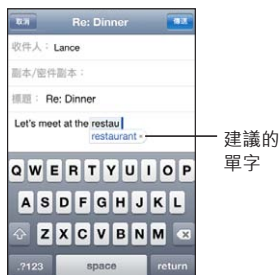 取消 Re: Dinner 傳送
收件人： Lance
副本/密件副本：
標題： Re: Dinner
Let's meet at the restau
restaurant ×
建議的
單字
Q W E R T Y U I O P
A S D F G H J K L
Z X C V B N M
.?123 space return